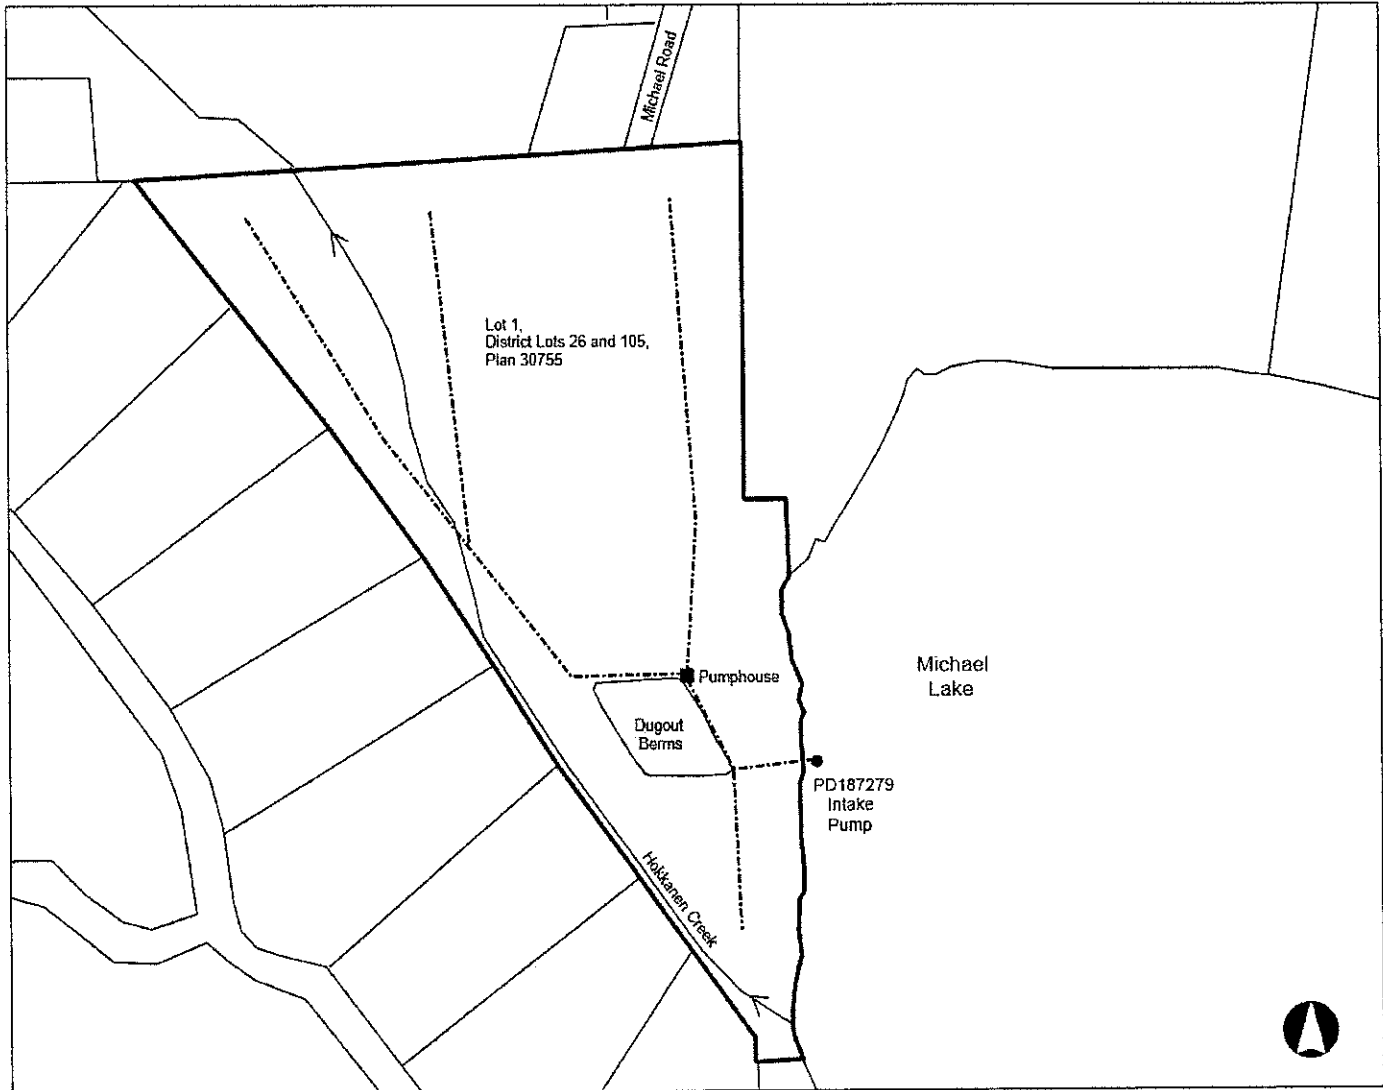 Michael Road
Lot 1,
District Lots 26 and 105,
Plan 30755
Pumphouse
Michael
Lake
Dugout
Berms
PD187279
Intake
Pump
Hokkanen Creek